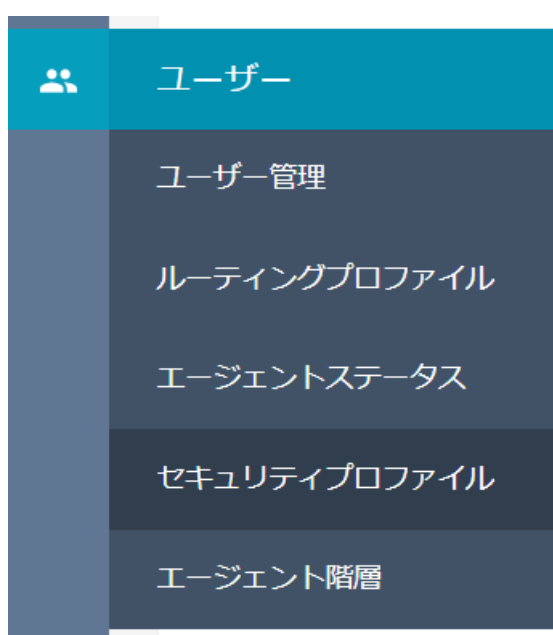 ユーザー
ユーザー管理
ルーティングプロファイル
エージェントステータス
セキュリティプロファイル
エージェント階層